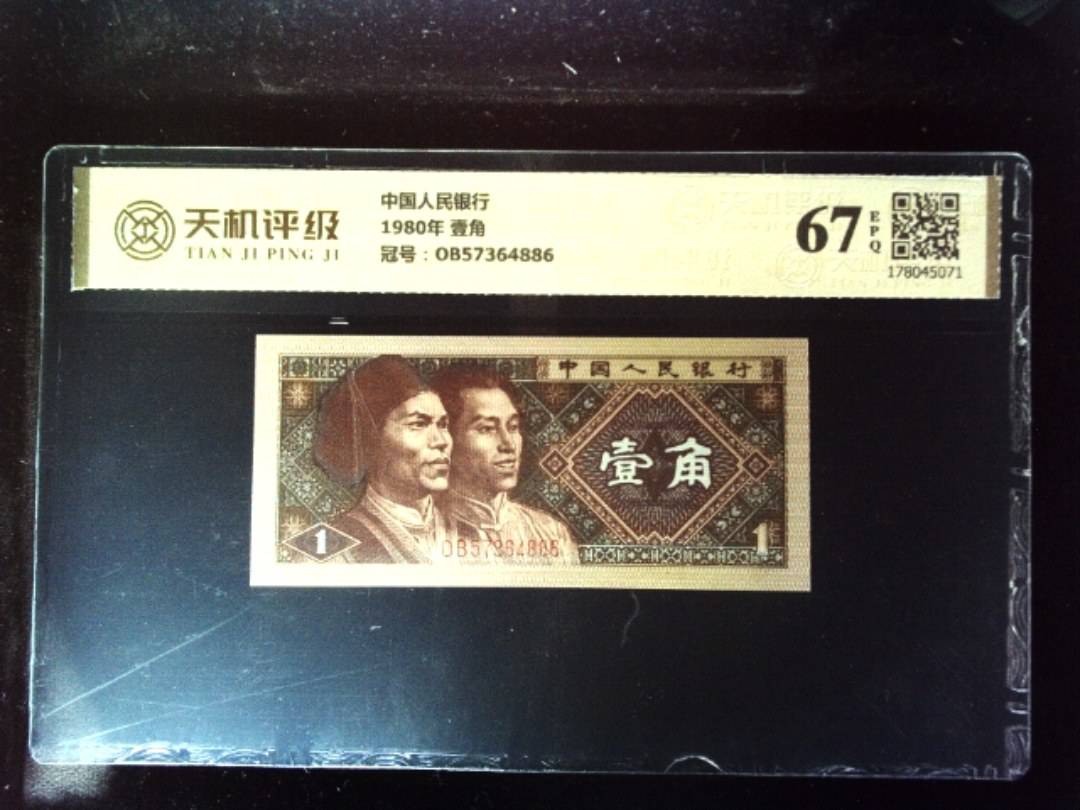 天机评级
TIAN JI PING JI
中国人民银行
1980年 壹角
冠号：OB57364886
67
EPQ
178045071
中国人民银行
壹角
1
OB57364886
1